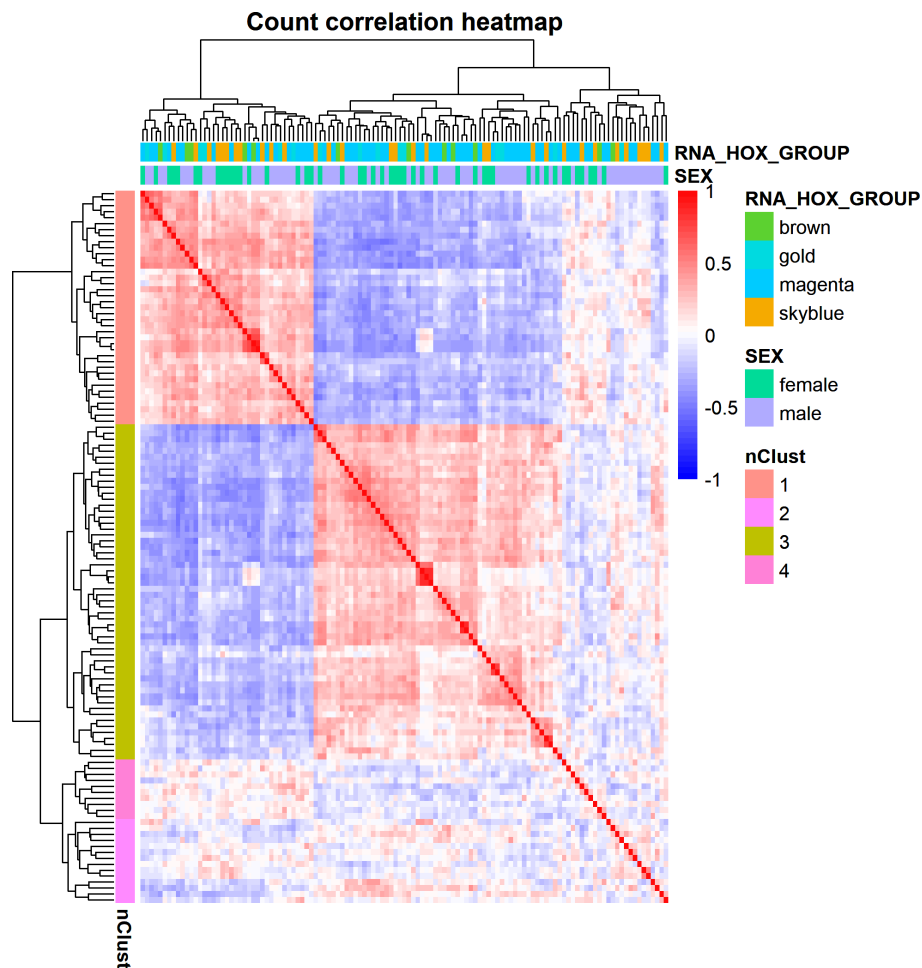 Count correlation heatmap
RNA_HOX_GROUP
SEX
1
0.5
0
-0.5
-1
RNA_HOX_GROUP
brown
gold
magenta
skyblue
SEX
female
male
nClust
1
2
3
4
nClust